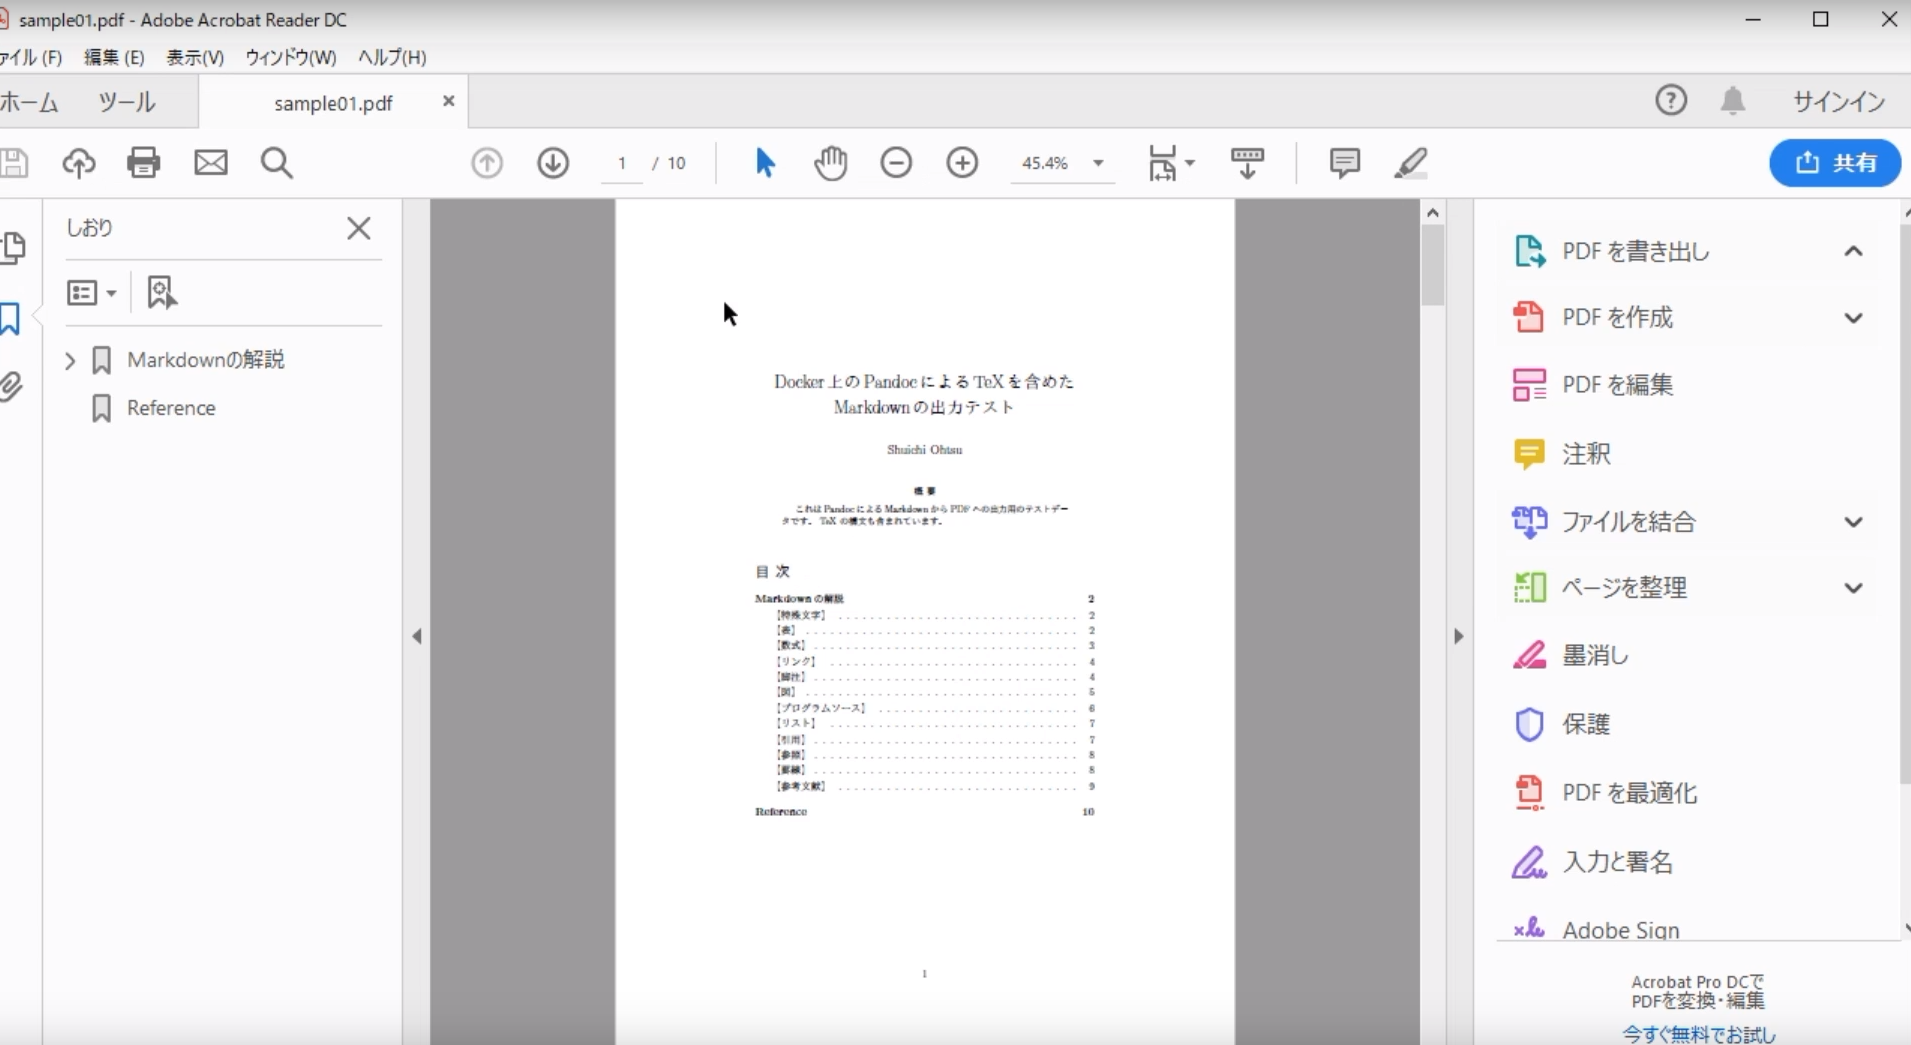 sample01.pdf - Adobe Acrobat Reader DC
ァイル (F) 編集 (E) 表示(V) ウィンドウ(W) ヘルプ(H)
ホーム ツール sample01.pdf × サインイン
1 / 10 45.4% 共有
しおり
Markdownの解説
Reference
Docker 上の Pandoc による TeX を含めた
Markdown の出力テスト
Shuichi Ohtsu
概要
これは Pandoc による Markdown から PDF への出力用のテストデー
タです。 TeX の構文も含まれています。
目次
Markdown の解説 2
【特殊文字】 2
【表】 2
【数式】 3
【リンク】 4
【脚注】 4
【図】 5
【プログラムソース】 6
【リスト】 7
【引用】 7
【参照】 8
【罫線】 8
【参考文献】 9
Reference 10
1
PDF を書き出し
PDF を作成
PDF を編集
注釈
ファイルを結合
ページを整理
墨消し
保護
PDF を最適化
入力と署名
Adobe Sign
Acrobat Pro DCで
PDFを変換・編集
今すぐ無料でお試し